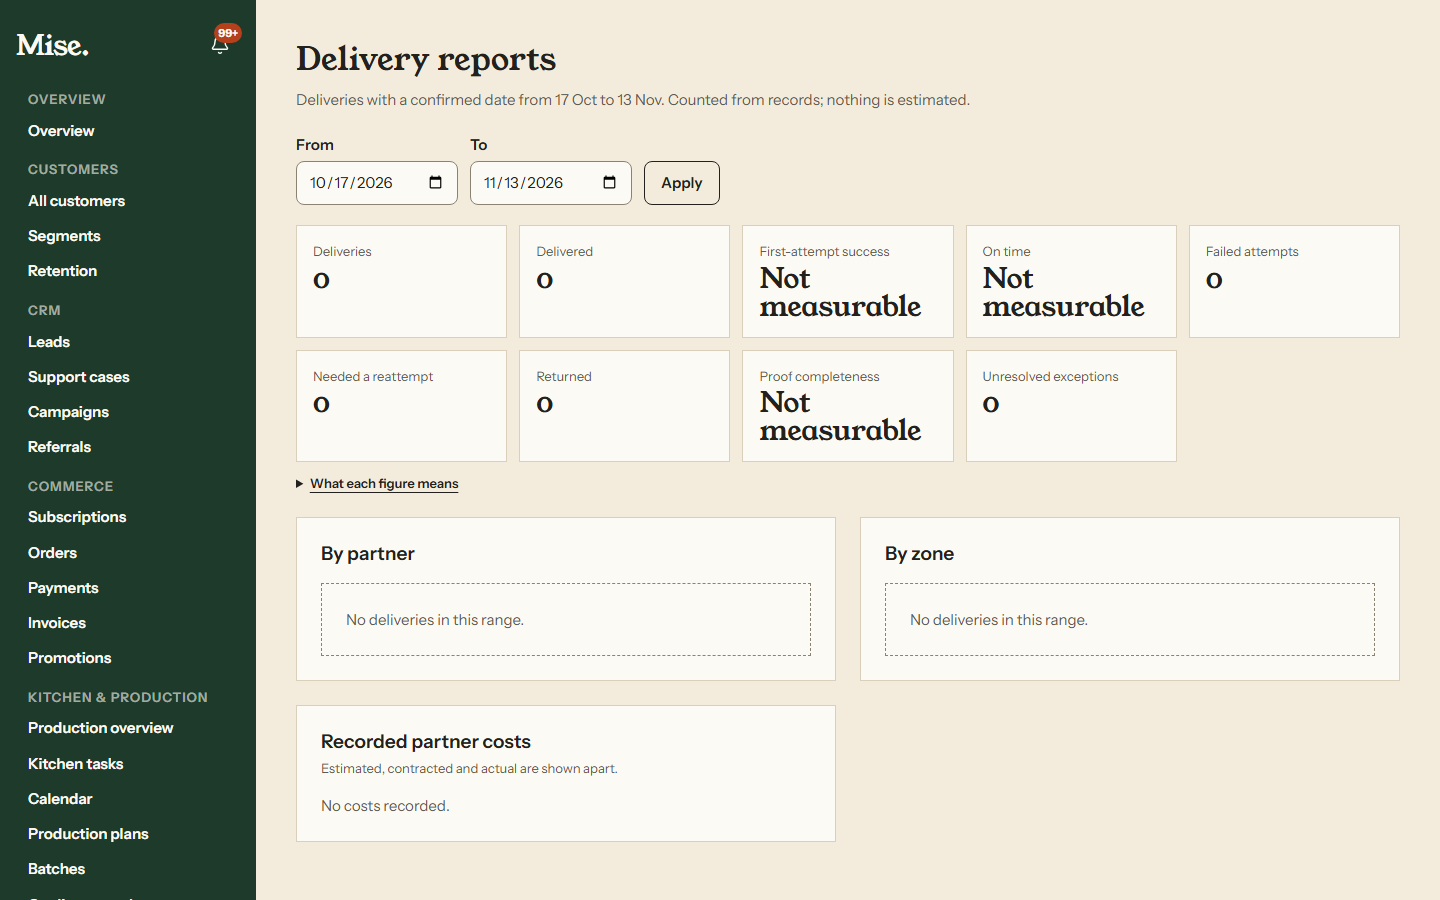 Mise.
99+
OVERVIEW
Overview
CUSTOMERS
All customers
Segments
Retention
CRM
Leads
Support cases
Campaigns
Referrals
COMMERCE
Subscriptions
Orders
Payments
Invoices
Promotions
KITCHEN & PRODUCTION
Production overview
Kitchen tasks
Calendar
Production plans
Batches
Delivery reports
Deliveries with a confirmed date from 17 Oct to 13 Nov. Counted from records; nothing is estimated.
From
To
10/17/2026
11/13/2026
Apply
Deliveries
0
Delivered
0
First-attempt success
Not
measurable
On time
Not
measurable
Failed attempts
0
Needed a reattempt
0
Returned
0
Proof completeness
Not
measurable
Unresolved exceptions
0
What each figure means
By partner
No deliveries in this range.
By zone
No deliveries in this range.
Recorded partner costs
Estimated, contracted and actual are shown apart.
No costs recorded.